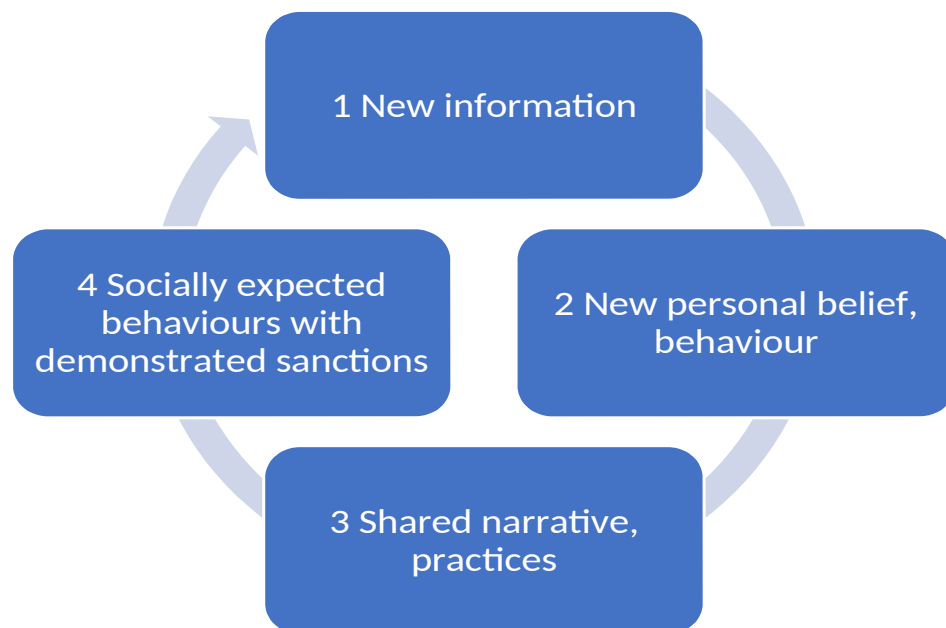 1 New information
2 New personal belief,
behaviour
3 Shared narrative,
practices
4 Socially expected
behaviours with
demonstrated sanctions